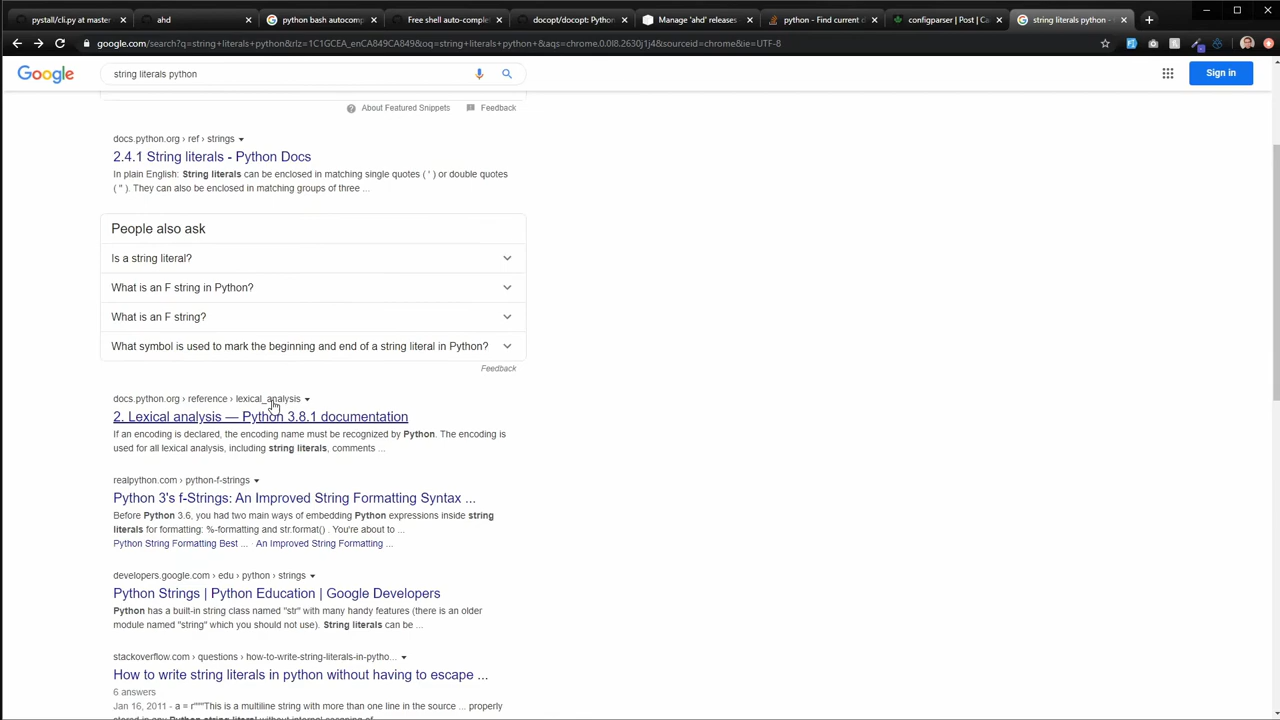 pystall/cli.py at master
ahd
python bash autocomp
Free shell auto-complet
docopt/docopt: Python
Manage 'ahd' releases
python - Find current d
configparser | Post | Ca
string literals python -
google.com/search?q=string+literals+python&rlz=1C1GCEA_enCA849CA849&oq=string+literals+python+&aqs=chrome.0.0l8.2630j1j4&sourceid=chrome&ie=UTF-8
Google
string literals python
Sign in
About Featured Snippets
Feedback
docs.python.org › ref › strings
2.4.1 String literals - Python Docs
In plain English: String literals can be enclosed in matching single quotes ( ' ) or double quotes
( " ). They can also be enclosed in matching groups of three ...
People also ask
Is a string literal?
What is an F string in Python?
What is an F string?
What symbol is used to mark the beginning and end of a string literal in Python?
Feedback
docs.python.org › reference › lexical_analysis
2. Lexical analysis — Python 3.8.1 documentation
If an encoding is declared, the encoding name must be recognized by Python. The encoding is
used for all lexical analysis, including string literals, comments ...
realpython.com › python-f-strings
Python 3's f-Strings: An Improved String Formatting Syntax ...
Before Python 3.6, you had two main ways of embedding Python expressions inside string
literals for formatting: %-formatting and str.format() . You're about to ...
Python String Formatting Best ... · An Improved String Formatting ...
developers.google.com › edu › python › strings
Python Strings | Python Education | Google Developers
Python has a built-in string class named "str" with many handy features (there is an older
module named "string" which you should not use). String literals can be ...
stackoverflow.com › questions › how-to-write-string-literals-in-pytho...
How to write string literals in python without having to escape ...
6 answers
Jan 16, 2011 - a = r"""This is a multiline string with more than one line in the source ... properly
stored in any Python string literal without internal escaping of